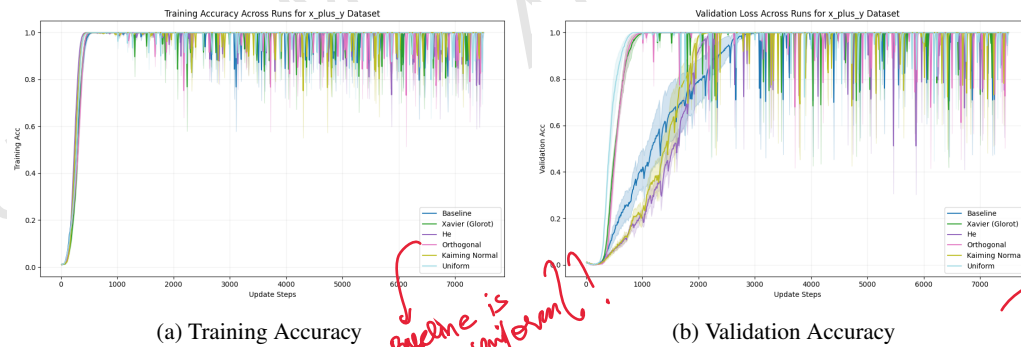 Training Accuracy Across Runs for x_plus_y Dataset
Training Acc
1.0
0.8
0.6
0.4
0.2
0.0
0
1000
2000
3000
4000
5000
6000
7000
Update Steps
Baseline
Xavier (Glorot)
He
Orthogonal
Kaiming Normal
Uniform
(a) Training Accuracy
Validation Loss Across Runs for x_plus_y Dataset
Validation Acc
1.0
0.8
0.6
0.4
0.2
0.0
0
1000
2000
3000
4000
5000
6000
7000
Update Steps
Baseline
Xavier (Glorot)
He
Orthogonal
Kaiming Normal
Uniform
(b) Validation Accuracy
Baseline is
uniform??